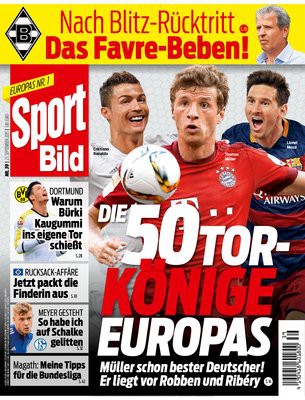 Nach Blitz-Rücktritt
Das Favre-Beben!
EUROPAS NR. 1
Sport
Bild
Cristiano
Ronaldo
Thomas
Müller
Lionel
Messi
DORTMUND
Warum
Bürki
Kaugummi
ins eigene Tor
schießt
RUCKSACK-AFFÄRE
Jetzt packt die
Finderin aus
MEYER GESTEHT
So habe ich
auf Schalke
gelitten
Magath: Meine Tipps
für die Bundesliga
DIE
50 TOR-
KÖNIGE
EUROPAS
Müller schon bester Deutscher!
Er liegt vor Robben und Ribéry